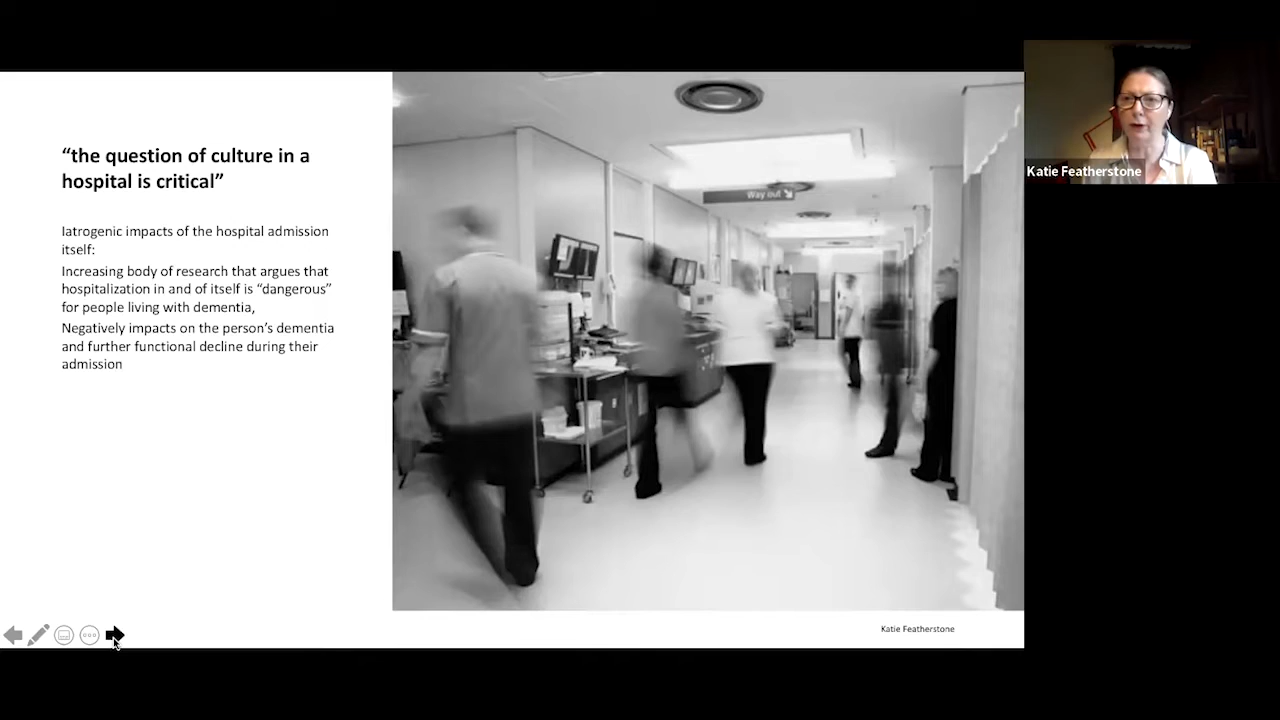 “the question of culture in a
hospital is critical”
Iatrogenic impacts of the hospital admission
itself:
Increasing body of research that argues that
hospitalization in and of itself is “dangerous”
for people living with dementia,
Negatively impacts on the person’s dementia
and further functional decline during their
admission
Way out
Katie Featherstone
Katie Featherstone